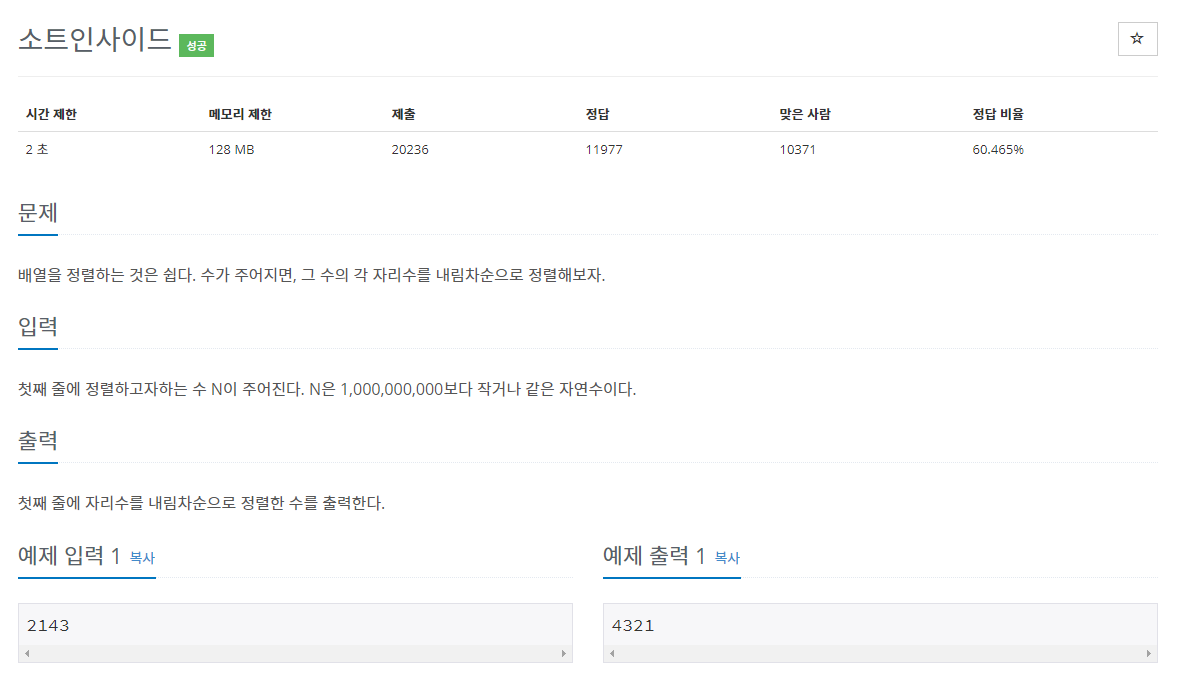 소트인사이드 성공
☆
시간 제한 메모리 제한 제출 정답 맞은 사람 정답 비율
2 초 128 MB 20236 11977 10371 60.465%
문제
배열을 정렬하는 것은 쉽다. 수가 주어지면, 그 수의 각 자리수를 내림차순으로 정렬해보자.
입력
첫째 줄에 정렬하고자하는 수 N이 주어진다. N은 1,000,000,000보다 작거나 같은 자연수이다.
출력
첫째 줄에 자리수를 내림차순으로 정렬한 수를 출력한다.
예제 입력 1 복사
2143
예제 출력 1 복사
4321